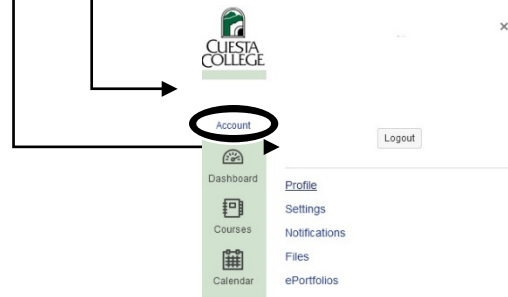 CUESTA
COLLEGE
×
Account
Logout
Dashboard
Profile
Settings
Courses
Notifications
Files
Calendar
ePortfolios